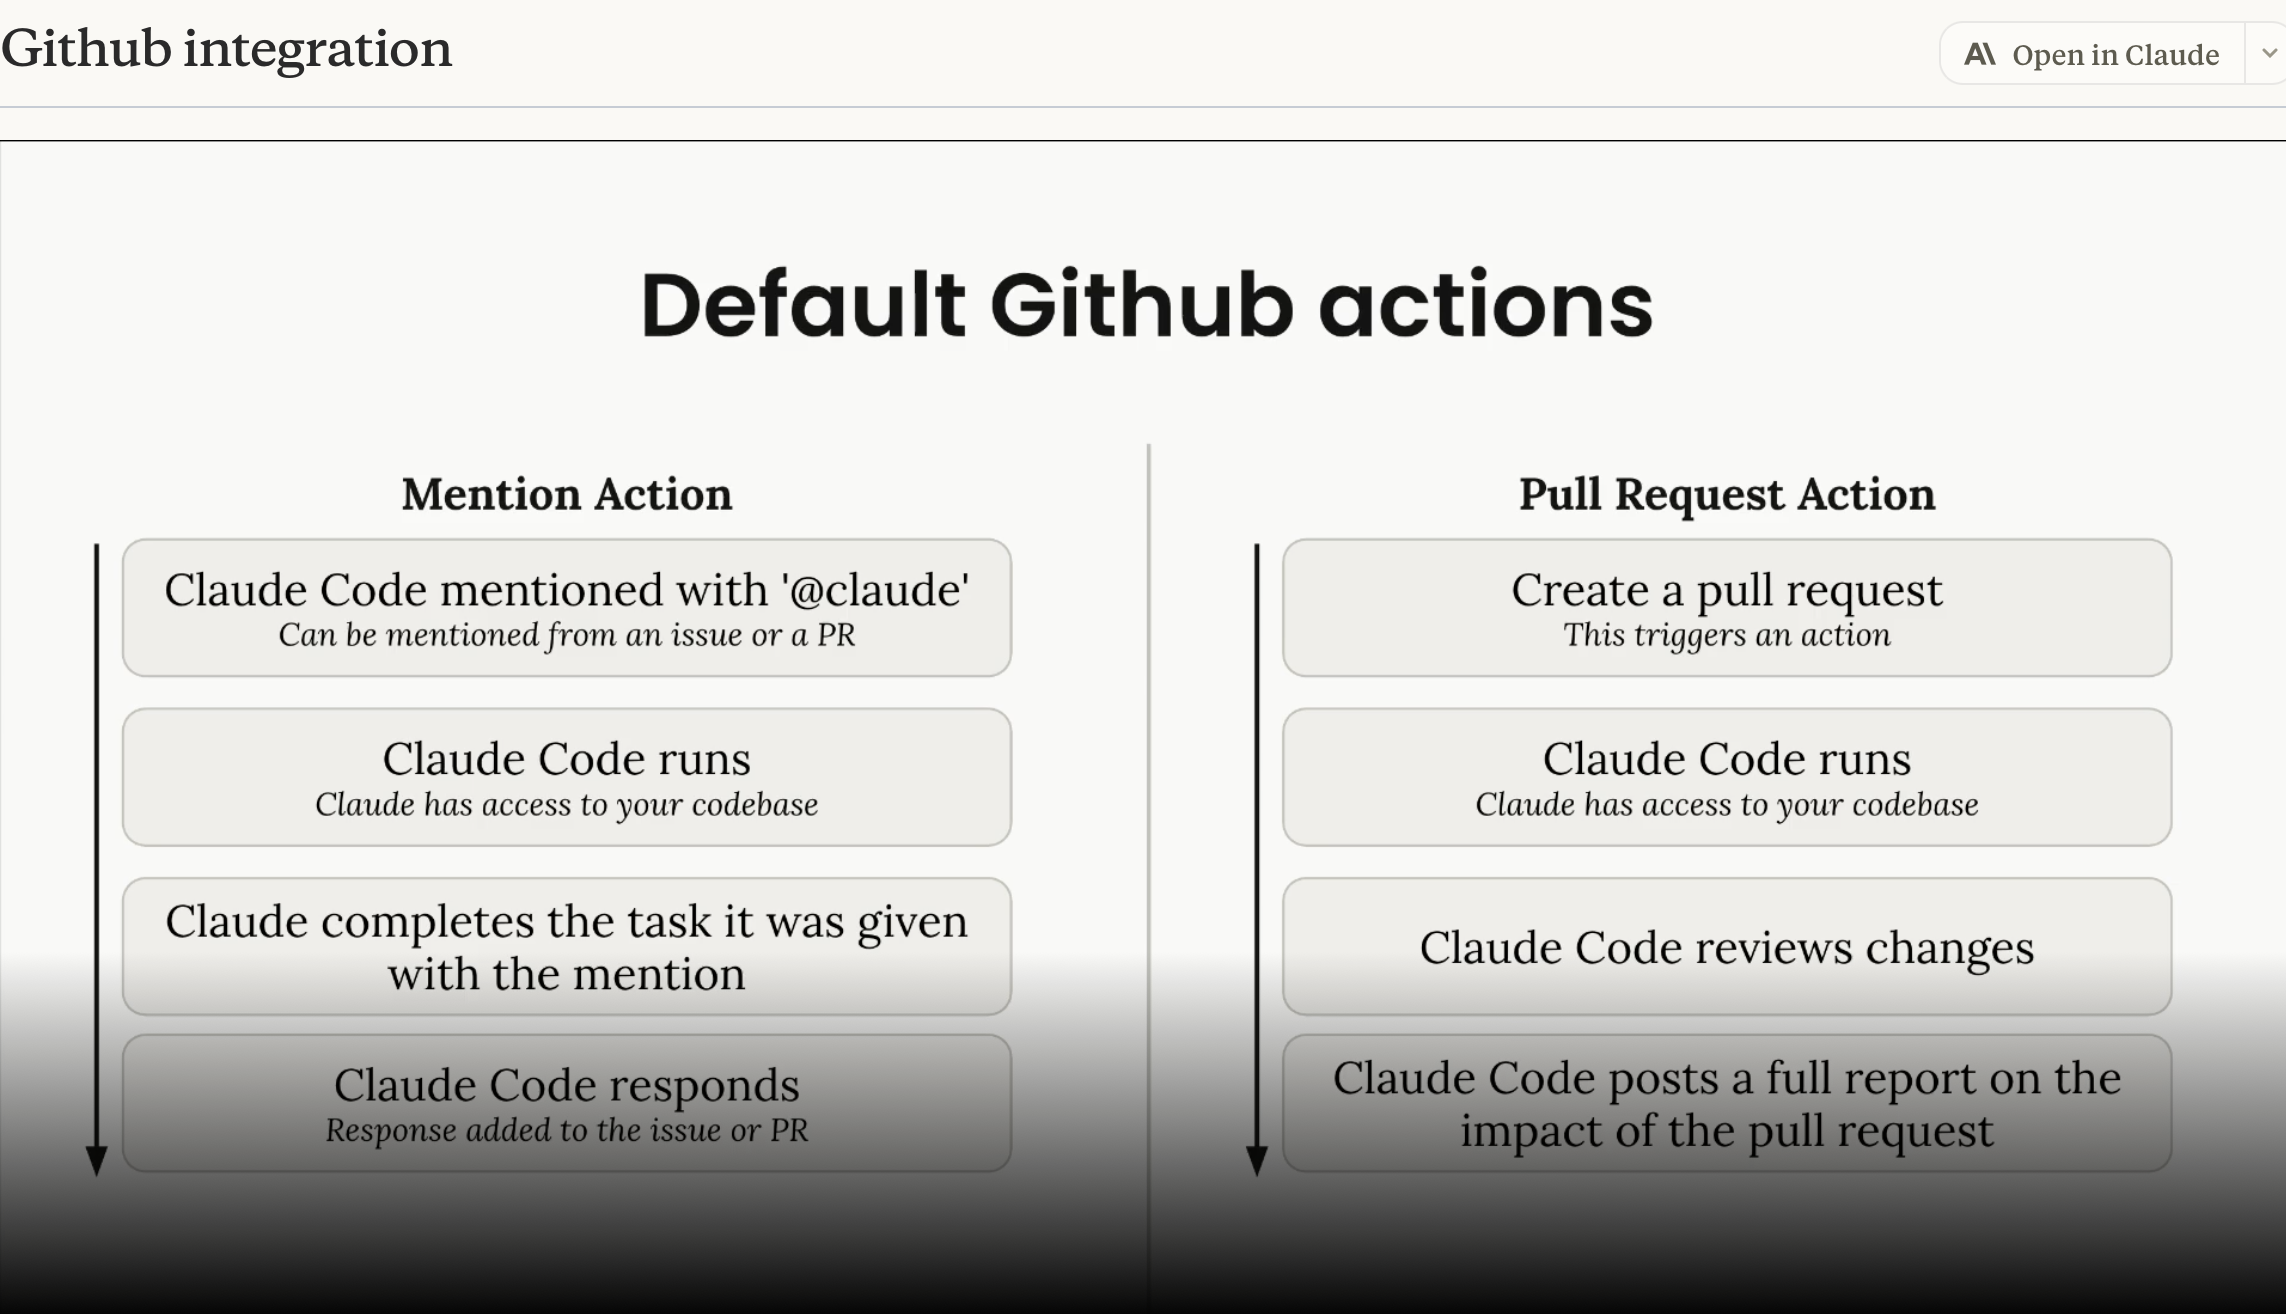 Github integration
Open in Claude
Default Github actions
Mention Action
Claude Code mentioned with '@claude'
Can be mentioned from an issue or a PR
Claude Code runs
Claude has access to your codebase
Claude completes the task it was given
with the mention
Claude Code responds
Response added to the issue or PR
Pull Request Action
Create a pull request
This triggers an action
Claude Code runs
Claude has access to your codebase
Claude Code reviews changes
Claude Code posts a full report on the
impact of the pull request